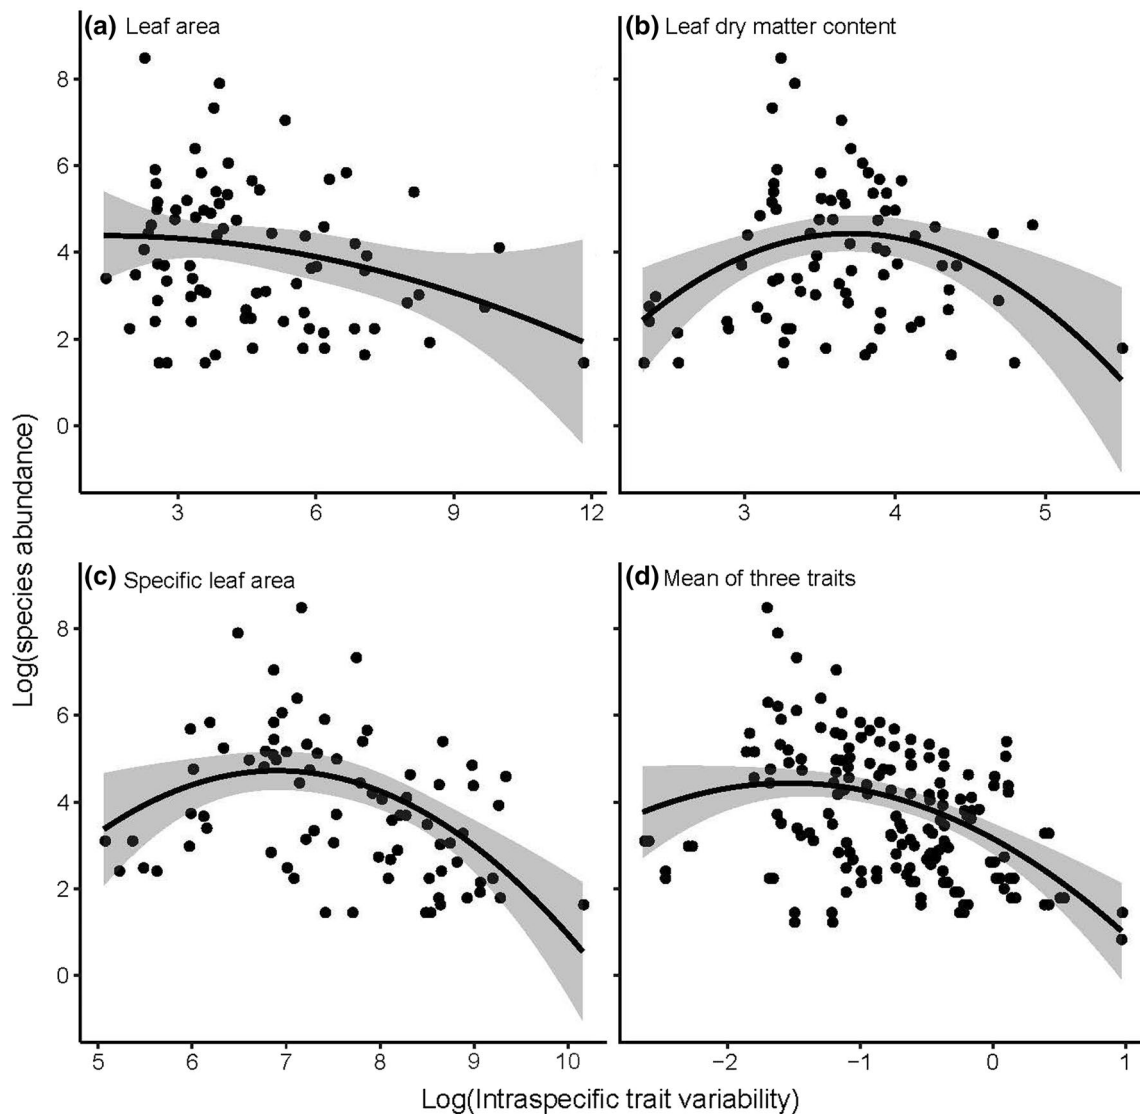 (a) Leaf area
(b) Leaf dry matter content
8
6
4
2
0
3 6 9 12
3 4 5
(c) Specific leaf area
(d) Mean of three traits
8
6
4
2
0
5 6 7 8 9 10
−2 −1 0 1
Log(species abundance)
Log(Intraspecific trait variability)